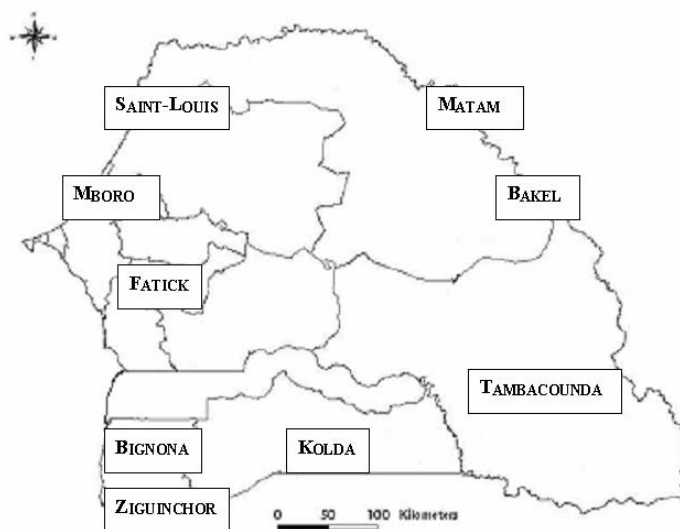 SAINT-LOUIS
MATAM
MBORO
BAKEL
FATICK
TAMBACOUNDA
BIGNONA
KOLDA
ZIGUINCHOR
0 50 100 Kilometers